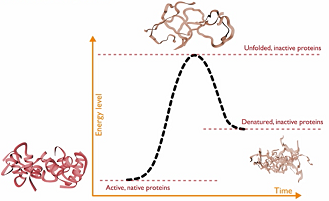 Unfolded, inactive proteins
Energy level
Denatured, inactive proteins
Active, native proteins
Time